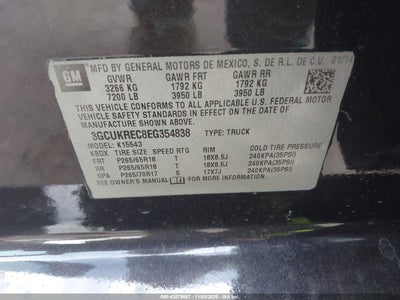 GM
MFD BY GENERAL MOTORS DE MEXICO, S. DE R.L. DE C.V. 01/14
GVWR GAWR FRT GAWR RR
3266 KG 1792 KG 1792 KG
7200 LB 3950 LB 3950 LB
THIS VEHICLE CONFORMS TO ALL APPLICABLE U.S. FEDERAL MOTOR
VEHICLE SAFETY STANDARDS IN EFFECT ON THE DATE OF
MANUFACTURE SHOWN ABOVE.
3GCUKREC8EG354838 TYPE: TRUCK
MODEL: K15543
KBDX TIRE SIZE SPEED RTG RIM COLD TIRE PRESSURE
FRT P265/65R18 T 18X8.5J 240KPA(35PSI)
RR P265/65R18 T 18X8.5J 240KPA(35PSI)
SPA P265/70R17 S 17X7J 240KPA(35PSI)
SEE OWNER'S MANUAL FOR ADDITIONAL INFORMATION.